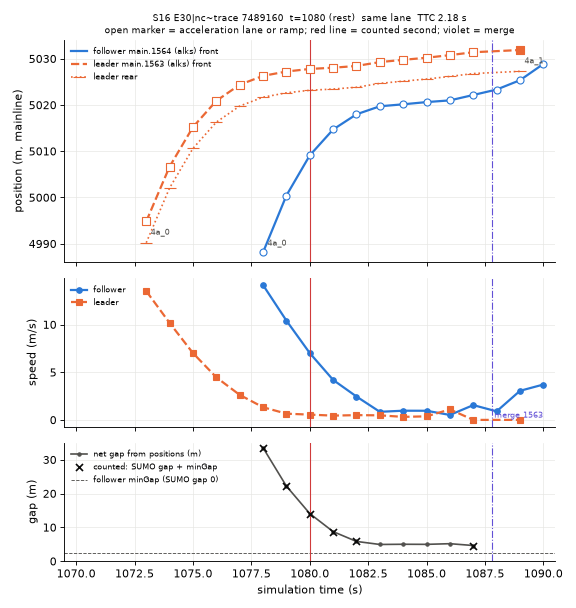 S16 E30|nc~trace 7489160  t=1080 (rest)  same lane  TTC 2.18 s
open marker = acceleration lane or ramp; red line = counted second; violet = merge
follower main.1564 (alks) front
leader main.1563 (alks) front
leader rear
4a_1
4a_0
4a_0
5030
5020
5010
5000
4990
position (m, mainline)
follower
leader
merge 1563
10
5
0
speed (m/s)
net gap from positions (m)
counted: SUMO gap + minGap
follower minGap (SUMO gap 0)
30
20
10
0
gap (m)
1070.0
1072.5
1075.0
1077.5
1080.0
1082.5
1085.0
1087.5
1090.0
simulation time (s)